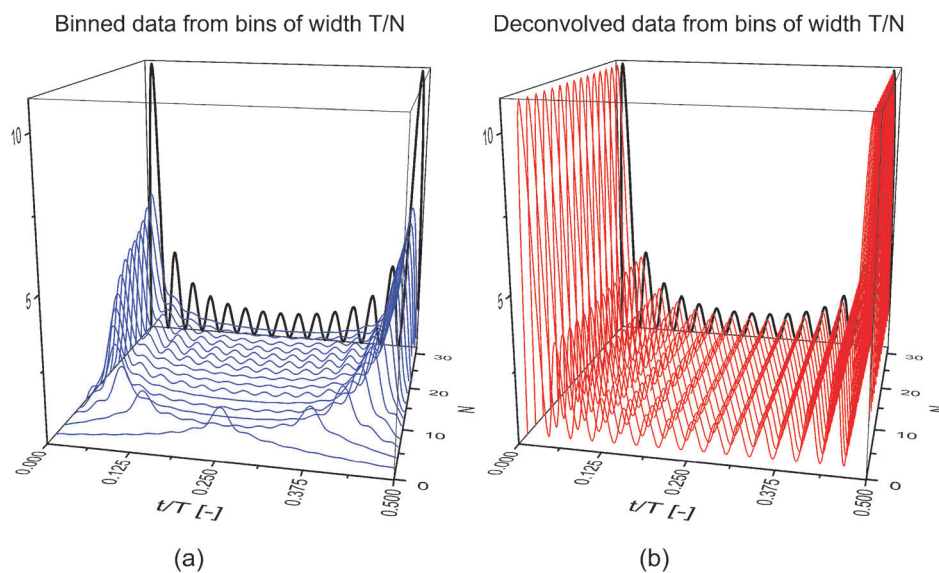 Binned data from bins of width T/N
Deconvolved data from bins of width T/N
10
5
0.000
0.125
0.250
0.375
0.500
t/T [-]
0
10
20
30
N
10
5
0.000
0.125
0.250
0.375
0.500
t/T [-]
0
10
20
30
N
(a)
(b)